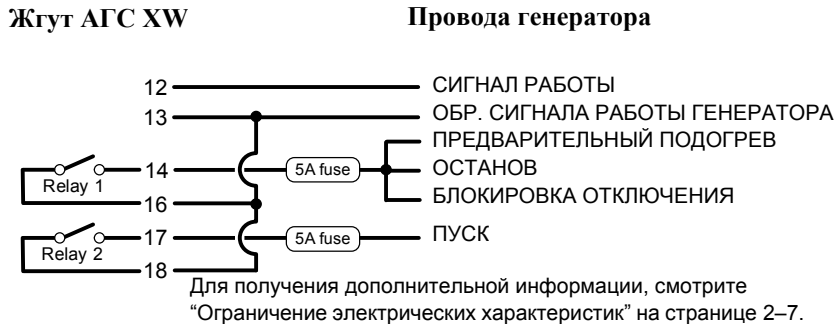 Жгут АГС XW
Провода генератора
12
СИГНАЛ РАБОТЫ
13
ОБР. СИГНАЛА РАБОТЫ ГЕНЕРАТОРА
ПРЕДВАРИТЕЛЬНЫЙ ПОДОГРЕВ
14
5A fuse
ОСТАНОВ
Relay 1
БЛОКИРОВКА ОТКЛЮЧЕНИЯ
16
17
5A fuse
ПУСК
Relay 2
18
Для получения дополнительной информации, смотрите
“Ограничение электрических характеристик” на странице 2–7.